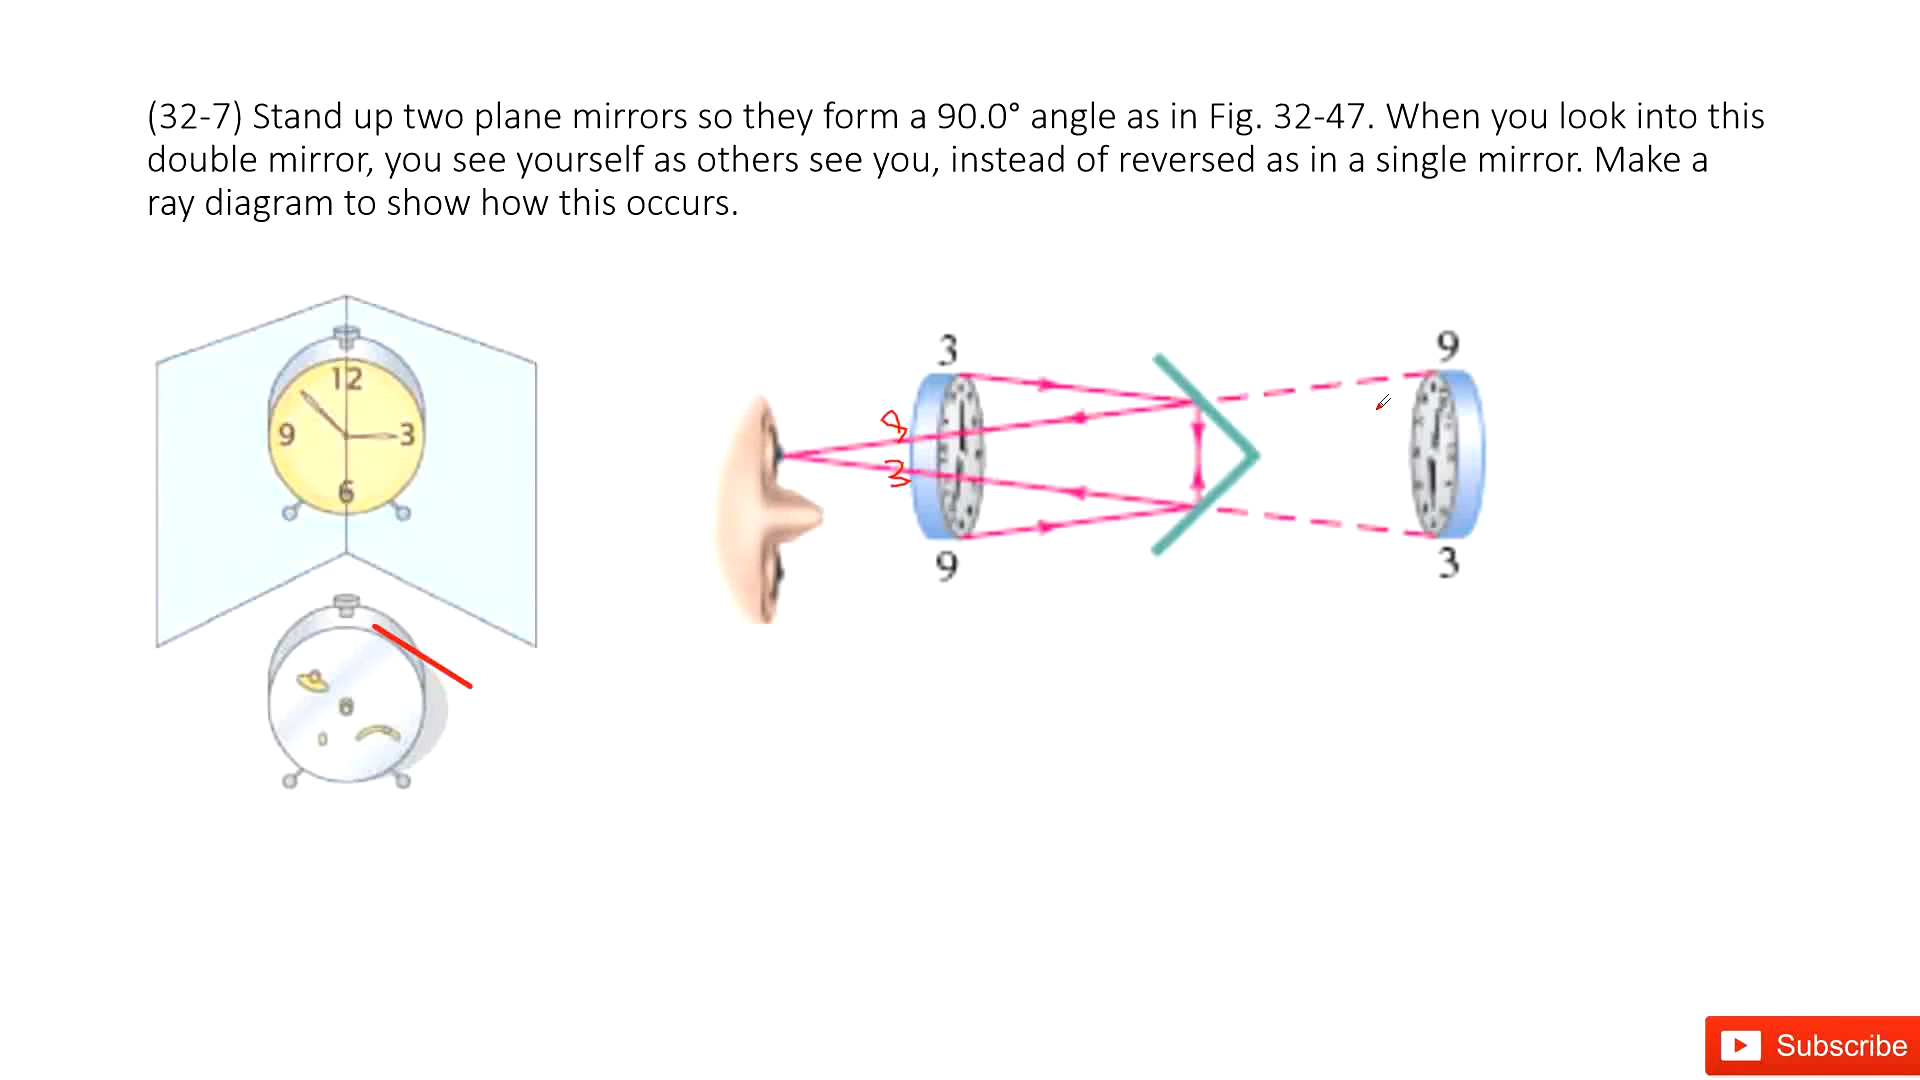 (32-7) Stand up two plane mirrors so they form a 90.0° angle as in Fig. 32-47. When you look into this
double mirror, you see yourself as others see you, instead of reversed as in a single mirror. Make a
ray diagram to show how this occurs.
12
9 3
6
3 9
3
9 3
Subscribe